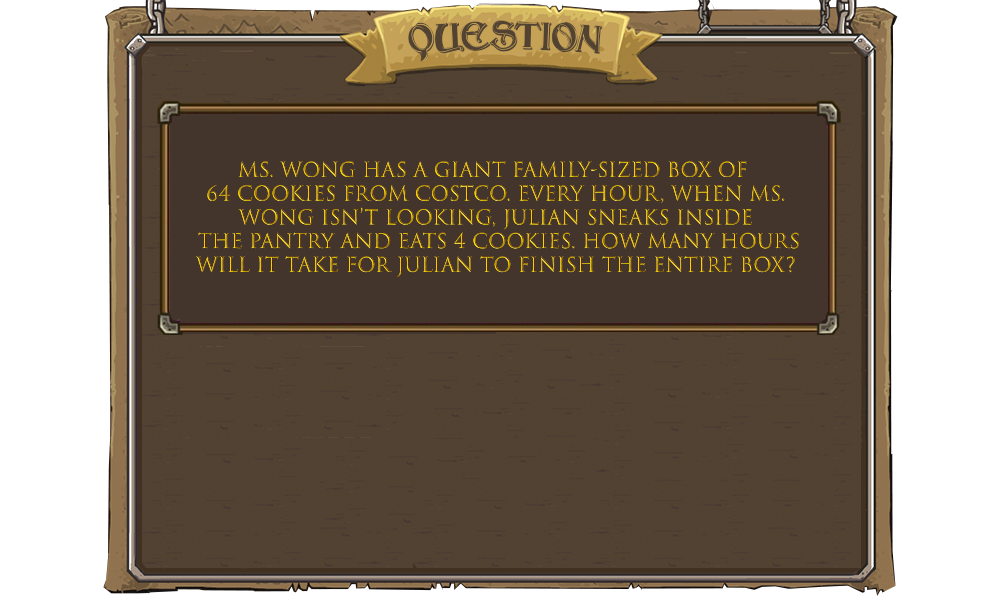 QUESTION
MS. WONG HAS A GIANT FAMILY-SIZED BOX OF
64 COOKIES FROM COSTCO. EVERY HOUR, WHEN MS.
WONG ISN'T LOOKING, JULIAN SNEAKS INSIDE
THE PANTRY AND EATS 4 COOKIES. HOW MANY HOURS
WILL IT TAKE FOR JULIAN TO FINISH THE ENTIRE BOX?